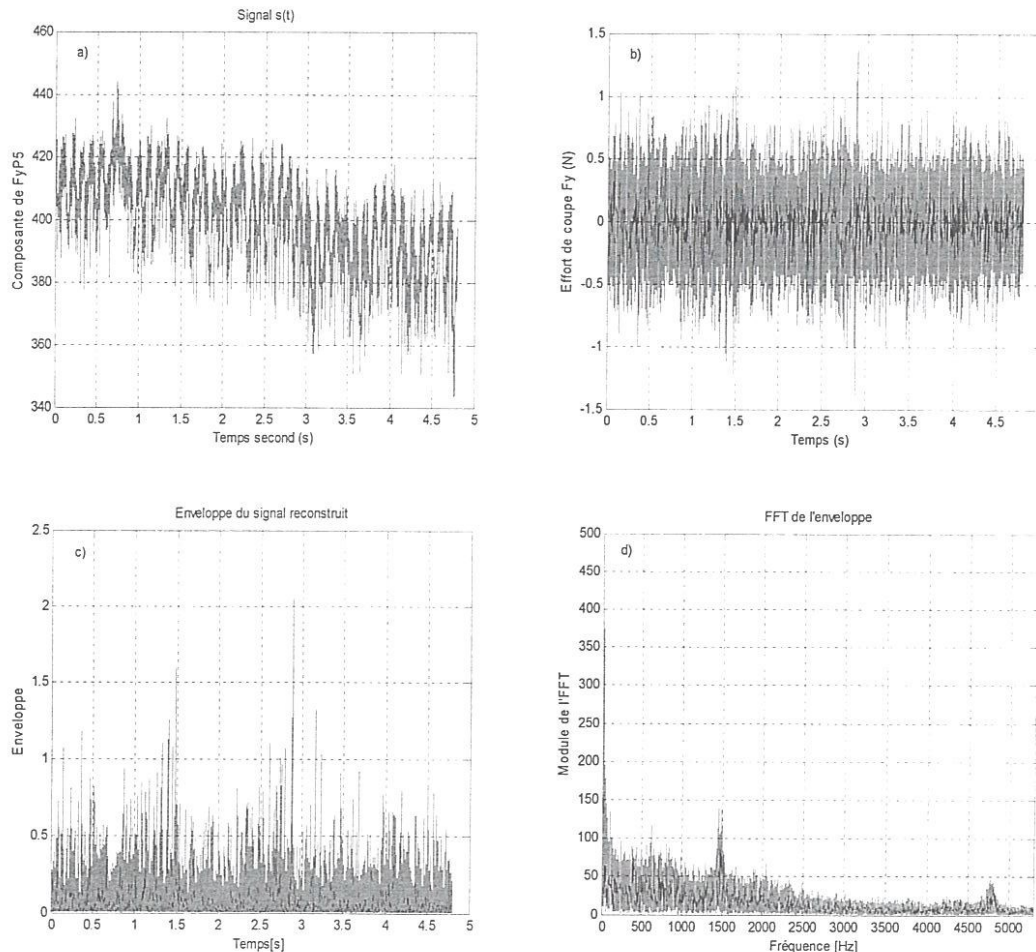 Signal s(t)
a)
Composante de FyP5
460
440
420
400
380
360
340
0 0.5 1 1.5 2 2.5 3 3.5 4 4.5 5
Temps second (s)
b)
Effort de coupe Fy (N)
1.5
1
0.5
0
-0.5
-1
-1.5
0 0.5 1 1.5 2 2.5 3 3.5 4 4.5
Temps (s)
Enveloppe du signal reconstruit
c)
Enveloppe
2.5
2
1.5
1
0.5
0
0 0.5 1 1.5 2 2.5 3 3.5 4 4.5 5
Temps[s]
FFT de l'enveloppe
d)
Module de l'FFT
500
450
400
350
300
250
200
150
100
50
0
0 500 1000 1500 2000 2500 3000 3500 4000 4500 5000
Fréquence [Hz]